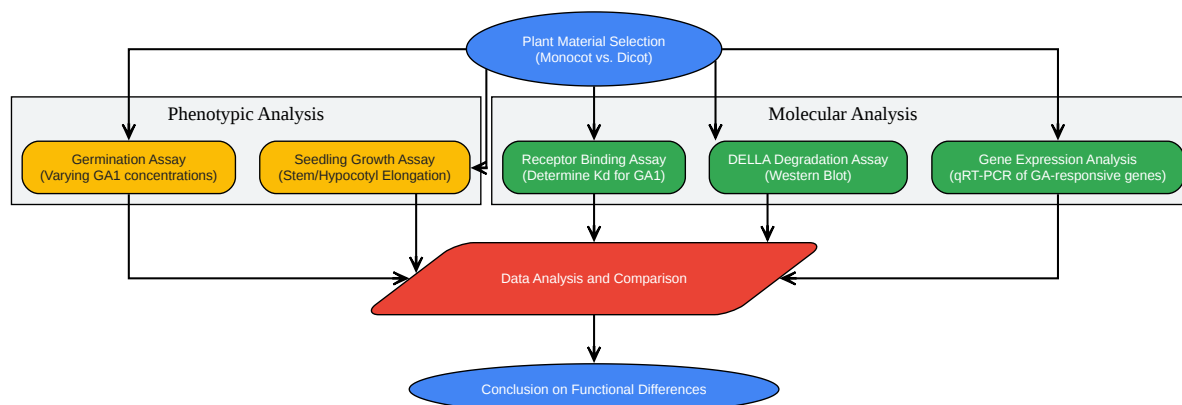 Plant Material Selection
(Monocot vs. Dicot)
Phenotypic Analysis
Molecular Analysis
Germination Assay
(Varying GA1 concentrations)
Seedling Growth Assay
(Stem/Hypocotyl Elongation)
Receptor Binding Assay
(Determine Kd for GA1)
DELLA Degradation Assay
(Western Blot)
Gene Expression Analysis
(qRT-PCR of GA-responsive genes)
Data Analysis and Comparison
Conclusion on Functional Differences